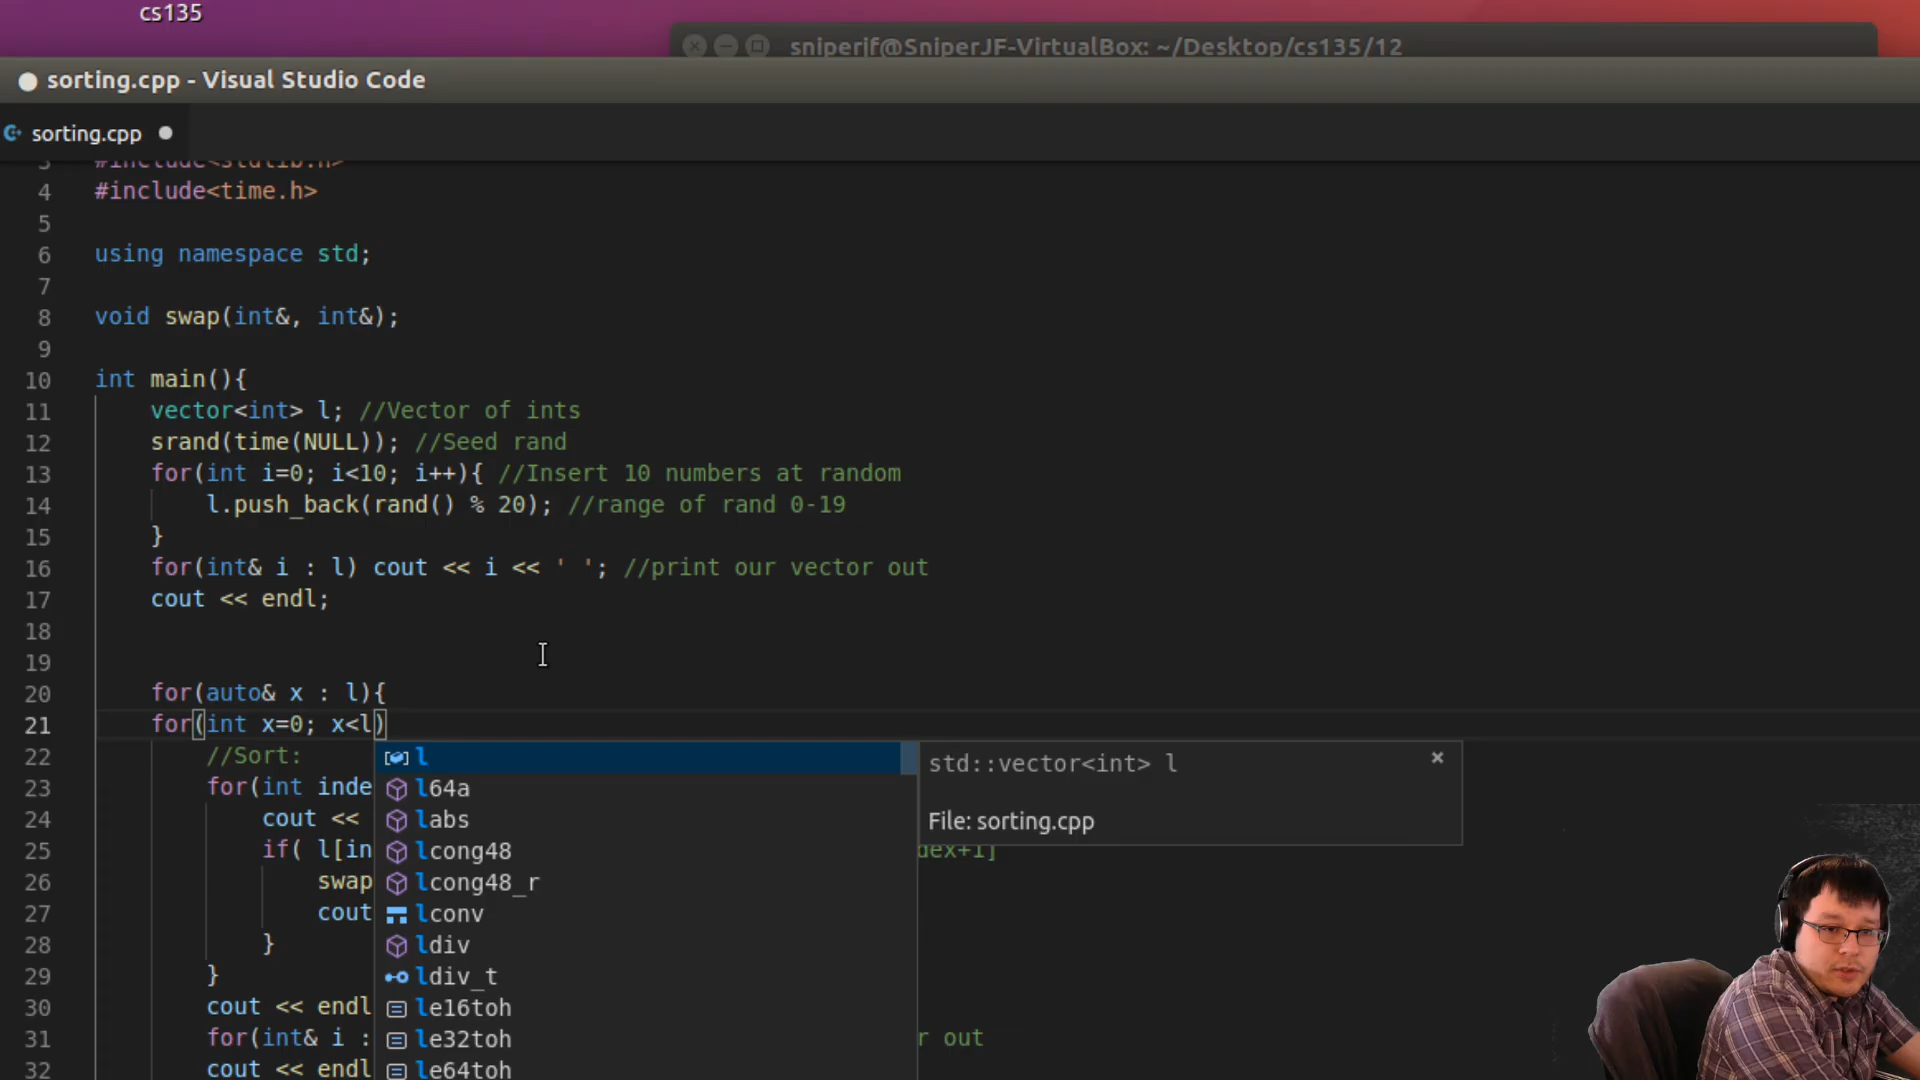 cs135
sniperjf@SniperJF-VirtualBox: ~/Desktop/cs135/12
sorting.cpp - Visual Studio Code
sorting.cpp
3 #include<stdlib.h>
4 #include<time.h>
5
6 using namespace std;
7
8 void swap(int&, int&);
9
10 int main(){
11 vector<int> l; //Vector of ints
12 srand(time(NULL)); //Seed rand
13 for(int i=0; i<10; i++){ //Insert 10 numbers at random
14 l.push_back(rand() % 20); //range of rand 0-19
15 }
16 for(int& i : l) cout << i << ' '; //print our vector out
17 cout << endl;
18
19
20 for(auto& x : l){
21 for(int x=0; x<l)
22 //Sort:
23 for(int inde
24 cout <<
25 if( l[in dex+1]
26 swap
27 cout
28 }
29 }
30 cout << endl
31 for(int& i : r out
32 cout << endl
l
l64a
labs
lcong48
lcong48_r
lconv
ldiv
ldiv_t
le16toh
le32toh
le64toh
std::vector<int> l
File: sorting.cpp